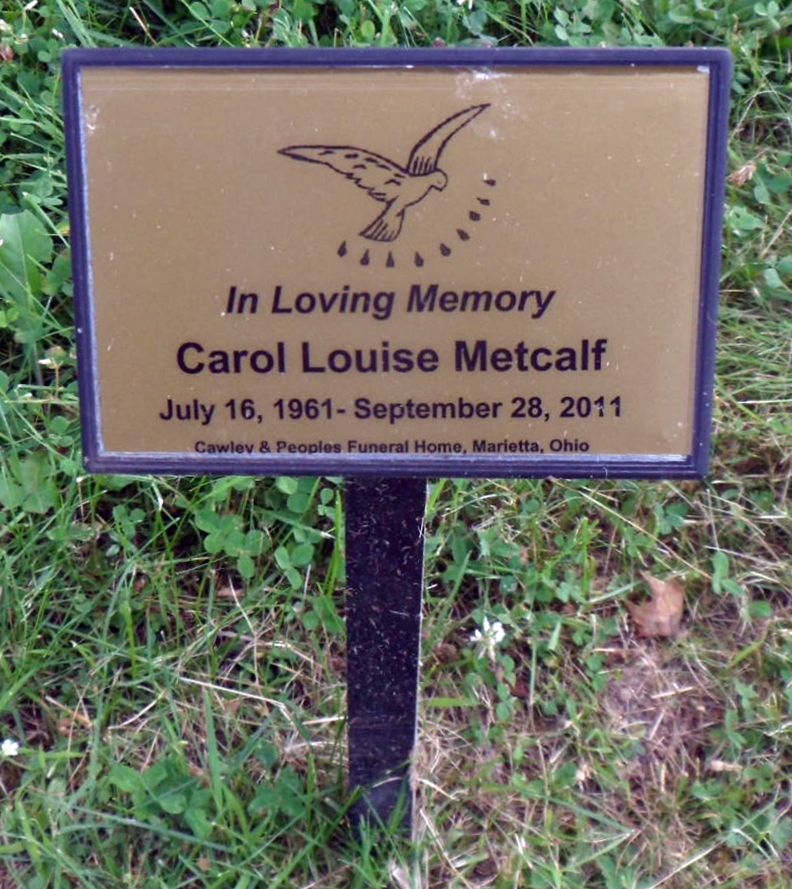 In Loving Memory
Carol Louise Metcalf
July 16, 1961- September 28, 2011
Cawley & Peoples Funeral Home, Marietta, Ohio